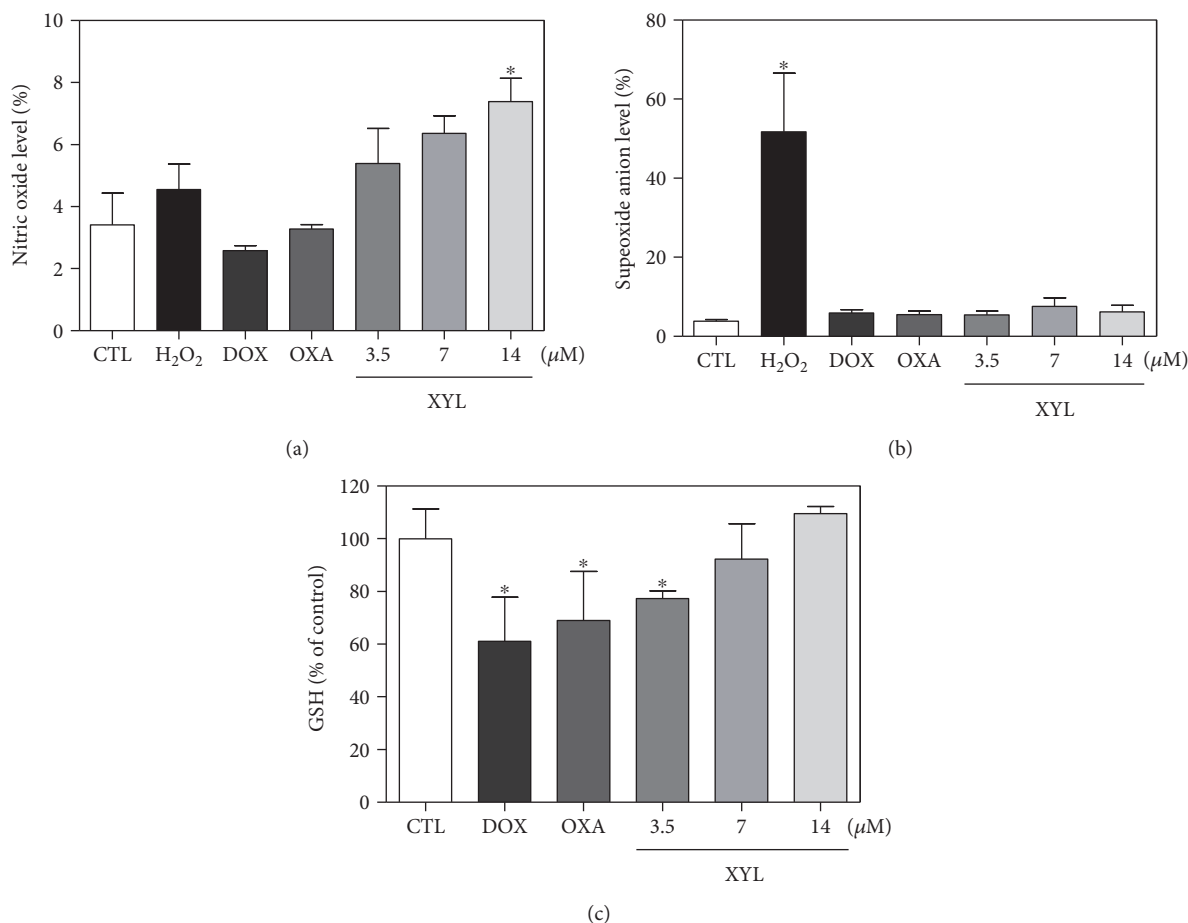 Nitric oxide level (%)
10
8
6
4
2
0
*
CTL H₂O₂ DOX OXA 3.5 7 14 (μM)
XYL
(a)
Supeoxide anion level (%)
80
60
40
20
0
*
CTL H₂O₂ DOX OXA 3.5 7 14 (μM)
XYL
(b)
GSH (% of control)
120
100
80
60
40
20
0
* * *
CTL DOX OXA 3.5 7 14 (μM)
XYL
(c)